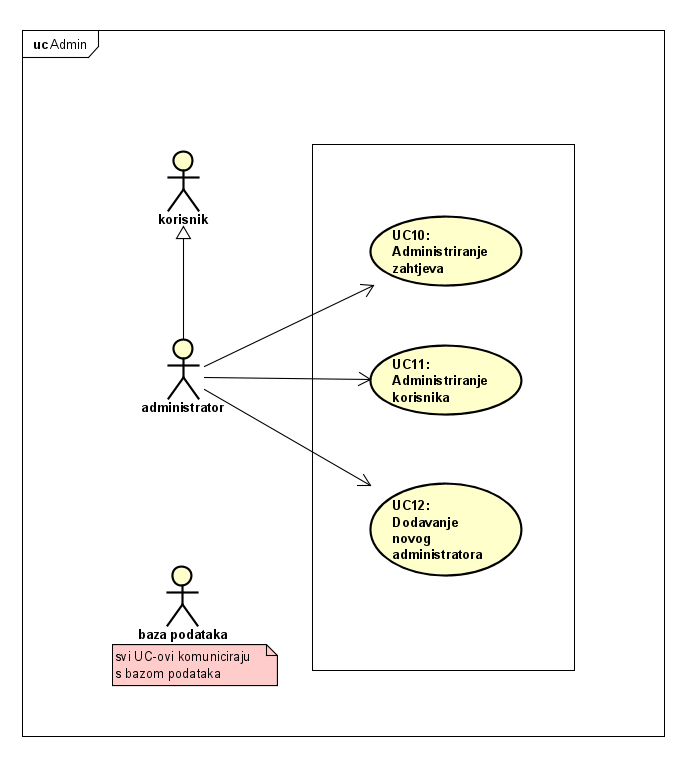 uc Admin
korisnik
UC10:
Administriranje
zahtjeva
administrator
UC11:
Administriranje
korisnika
UC12:
Dodavanje
novog
administratora
baza podataka
svi UC-ovi komuniciraju
s bazom podataka